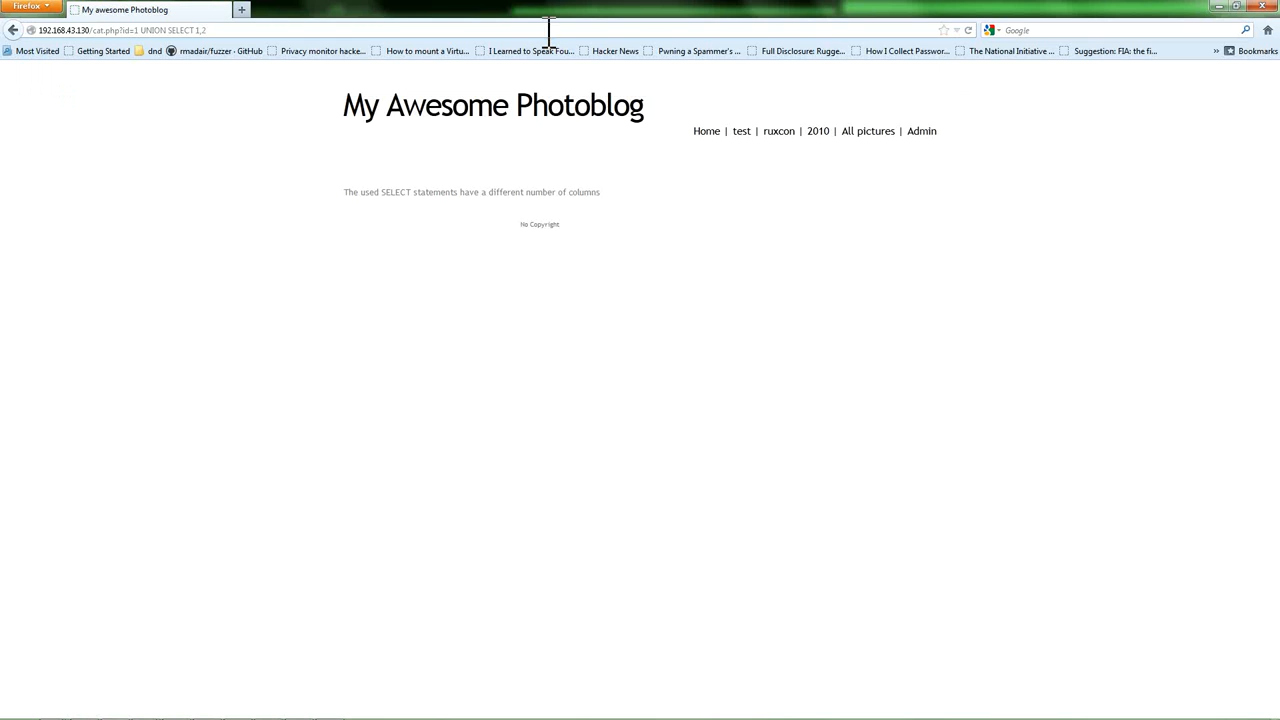 Firefox
My awesome Photoblog
192.168.43.130/cat.php?id=1 UNION SELECT 1,2
Google
Most Visited Getting Started dnd rmadair/fuzzer · GitHub Privacy monitor hacke... How to mount a Virtu... I Learned to Speak Fou... Hacker News Pwning a Spammer's ... Full Disclosure: Rugge... How I Collect Passwor... The National Initiative ... Suggestion: FIA: the fi... » Bookmarks
My Awesome Photoblog
Home | test | ruxcon | 2010 | All pictures | Admin
The used SELECT statements have a different number of columns
No Copyright